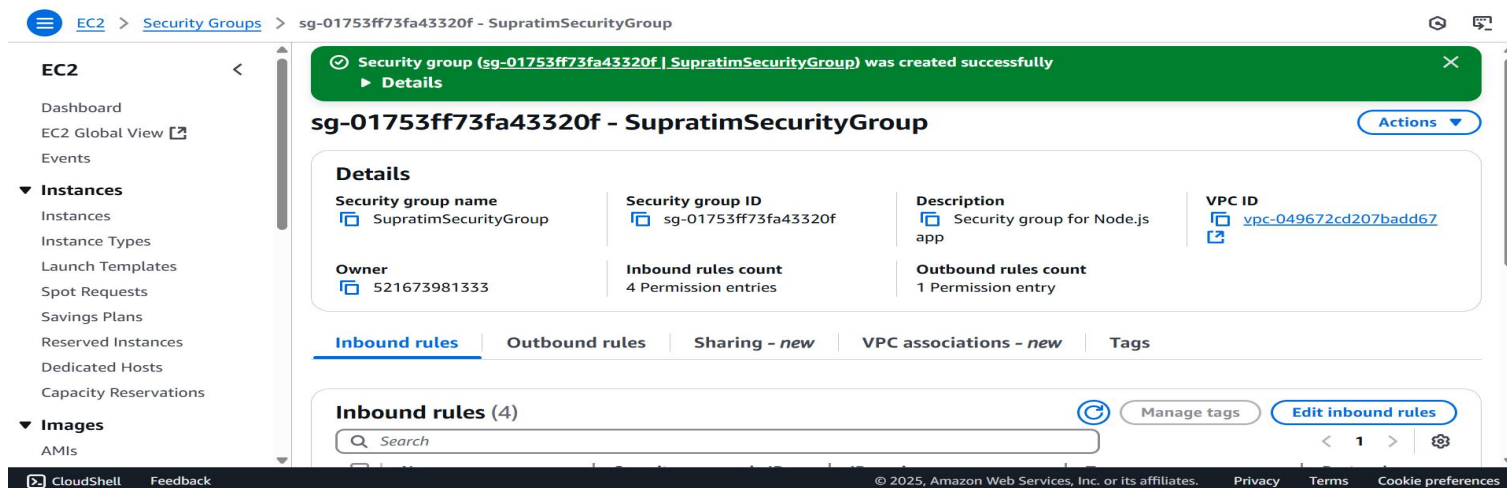 EC2 > Security Groups > sg-01753ff73fa43320f - SupratimSecurityGroup
EC2
Dashboard
EC2 Global View
Events
Instances
Instances
Instance Types
Launch Templates
Spot Requests
Savings Plans
Reserved Instances
Dedicated Hosts
Capacity Reservations
Images
AMIs
Security group (sg-01753ff73fa43320f | SupratimSecurityGroup) was created successfully
Details
sg-01753ff73fa43320f - SupratimSecurityGroup
Actions
Details
Security group name
SupratimSecurityGroup
Security group ID
sg-01753ff73fa43320f
Description
Security group for Node.js
app
VPC ID
vpc-049672cd207badd67
Owner
521673981333
Inbound rules count
4 Permission entries
Outbound rules count
1 Permission entry
Inbound rules
Outbound rules
Sharing - new
VPC associations - new
Tags
Inbound rules (4)
Manage tags
Edit inbound rules
Search
1
CloudShell
Feedback
© 2025, Amazon Web Services, Inc. or its affiliates.
Privacy
Terms
Cookie preferences